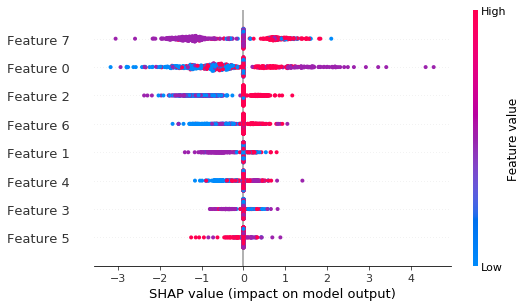 High
Feature 7
Feature 0
Feature 2
Feature 6
Feature 1
Feature 4
Feature 3
Feature 5
Feature value
Low
−3 −2 −1 0 1 2 3 4
SHAP value (impact on model output)